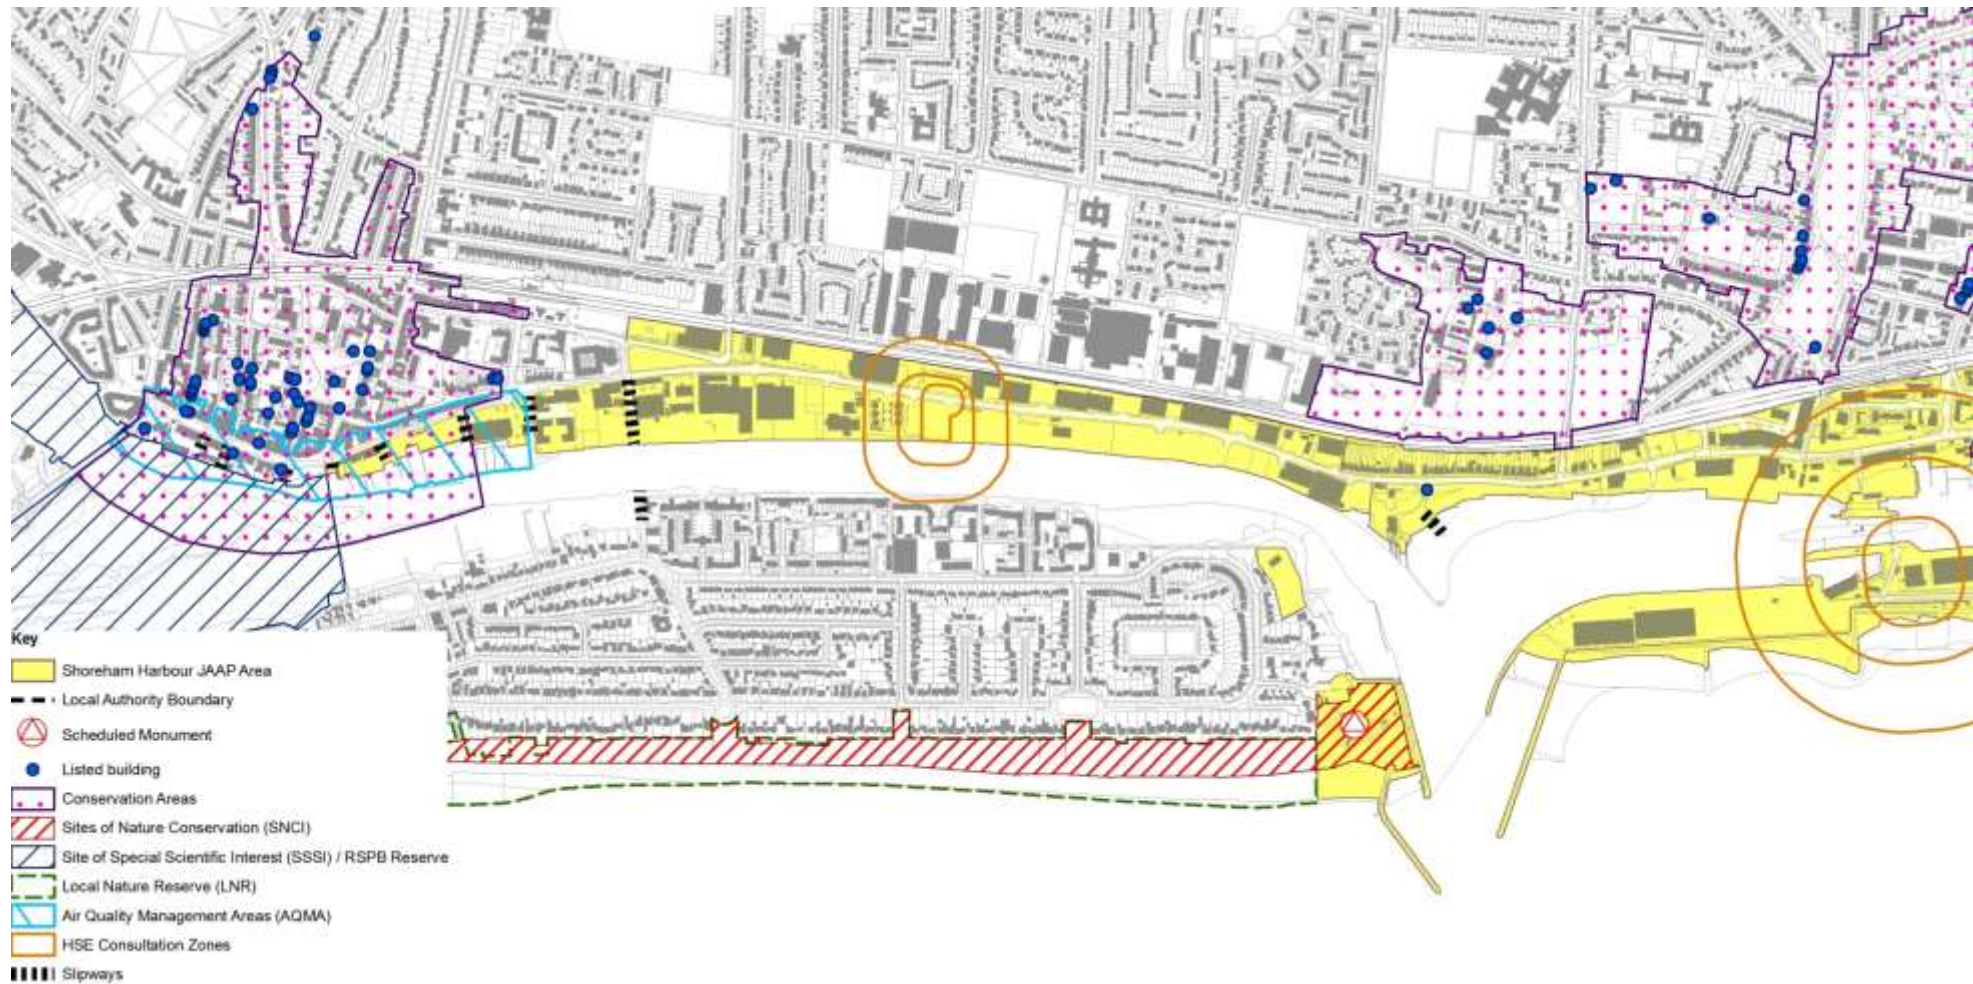 Key
Shoreham Harbour JAAP Area
Local Authority Boundary
Scheduled Monument
Listed building
Conservation Areas
Sites of Nature Conservation (SNCI)
Site of Special Scientific Interest (SSSI) / RSPB Reserve
Local Nature Reserve (LNR)
Air Quality Management Areas (AQMA)
HSE Consultation Zones
Slipways